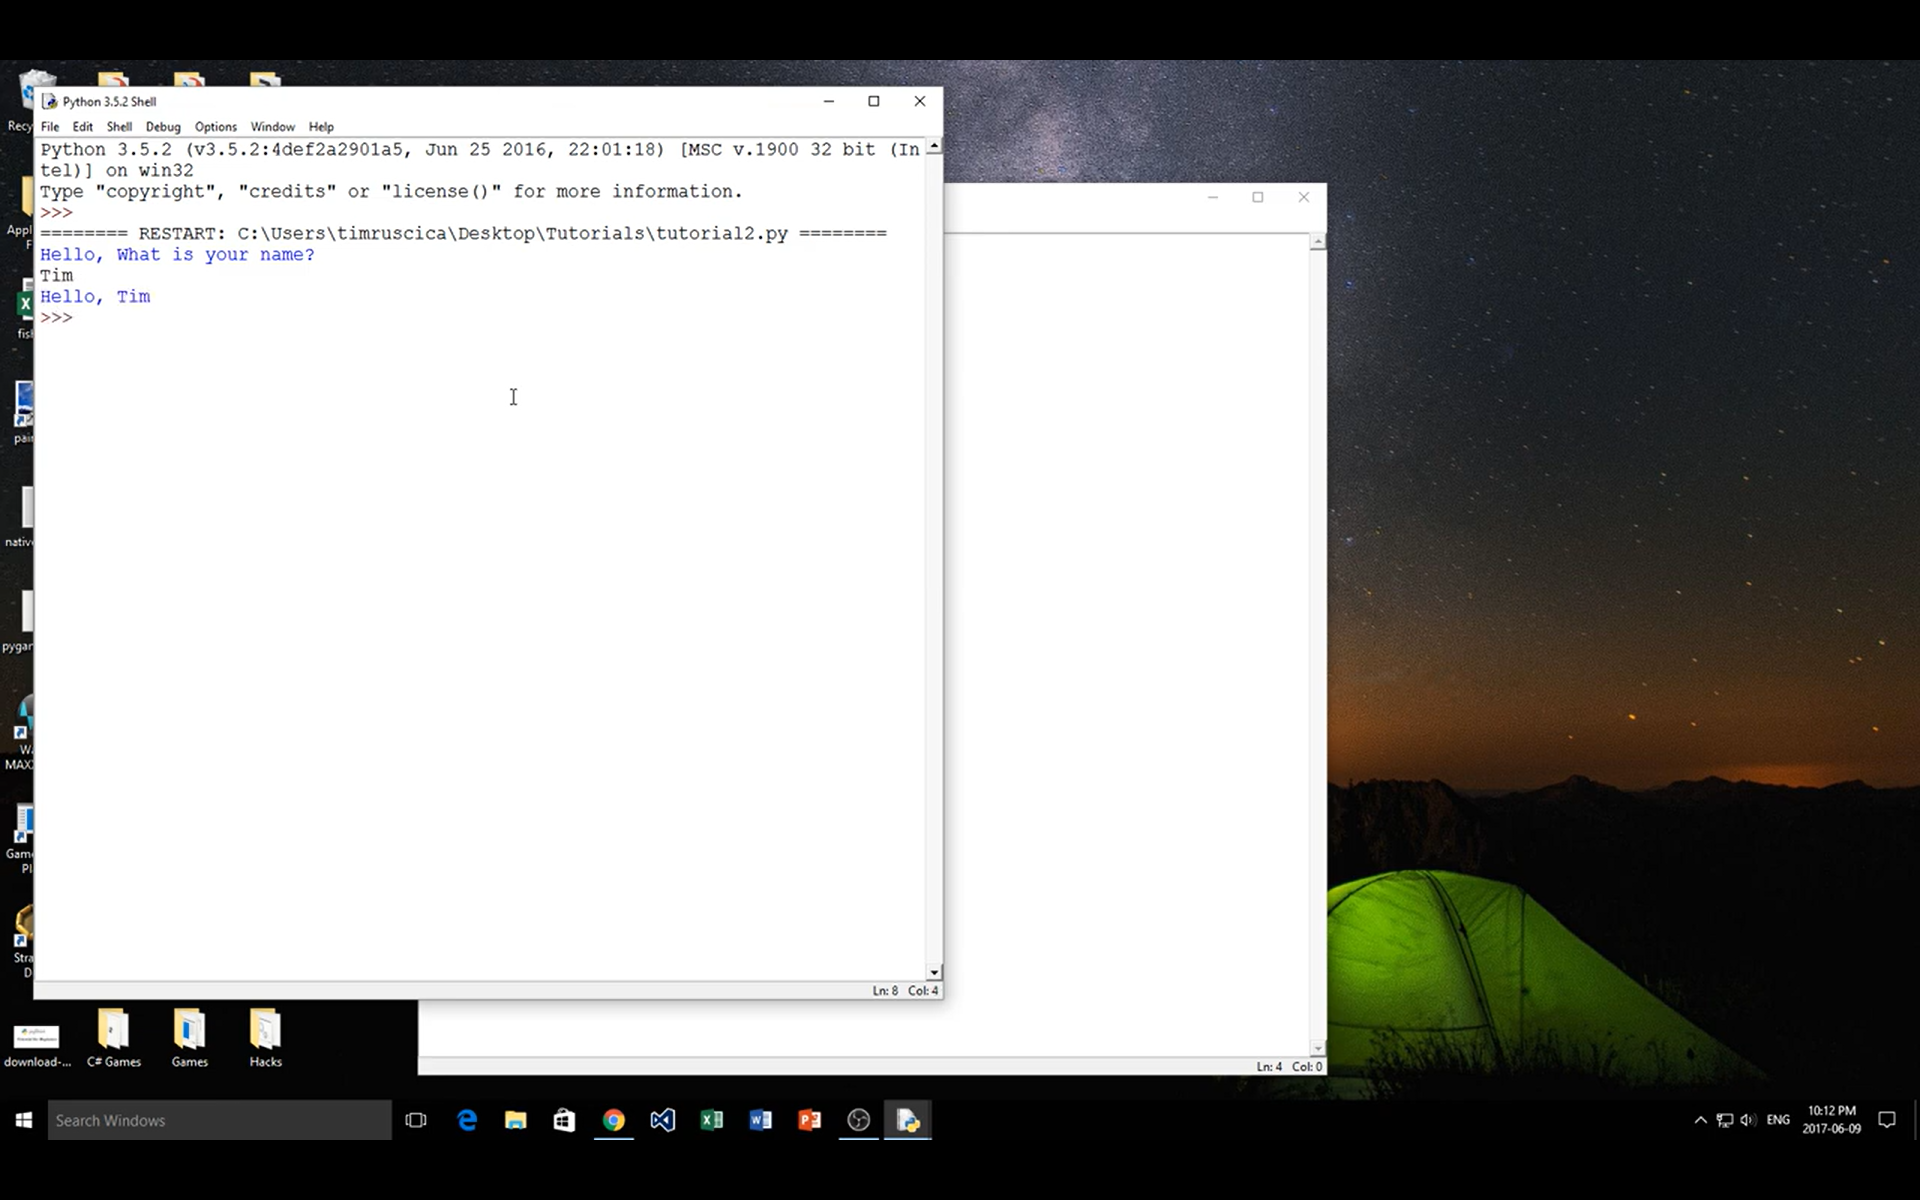 Python 3.5.2 Shell
File Edit Shell Debug Options Window Help
Python 3.5.2 (v3.5.2:4def2a2901a5, Jun 25 2016, 22:01:18) [MSC v.1900 32 bit (In
tel)] on win32
Type "copyright", "credits" or "license()" for more information.
>>>
======== RESTART: C:\Users\timruscica\Desktop\Tutorials\tutorial2.py ========
Hello, What is your name?
Tim
Hello, Tim
>>>
Ln: 8 Col: 4
Ln: 4 Col: 0
Recy
Appl
F
fis
pai
nativ
pygar
W
MAX
Gam
Pl
Stra
D
download-...
C# Games
Games
Hacks
Search Windows
ENG
10:12 PM
2017-06-09